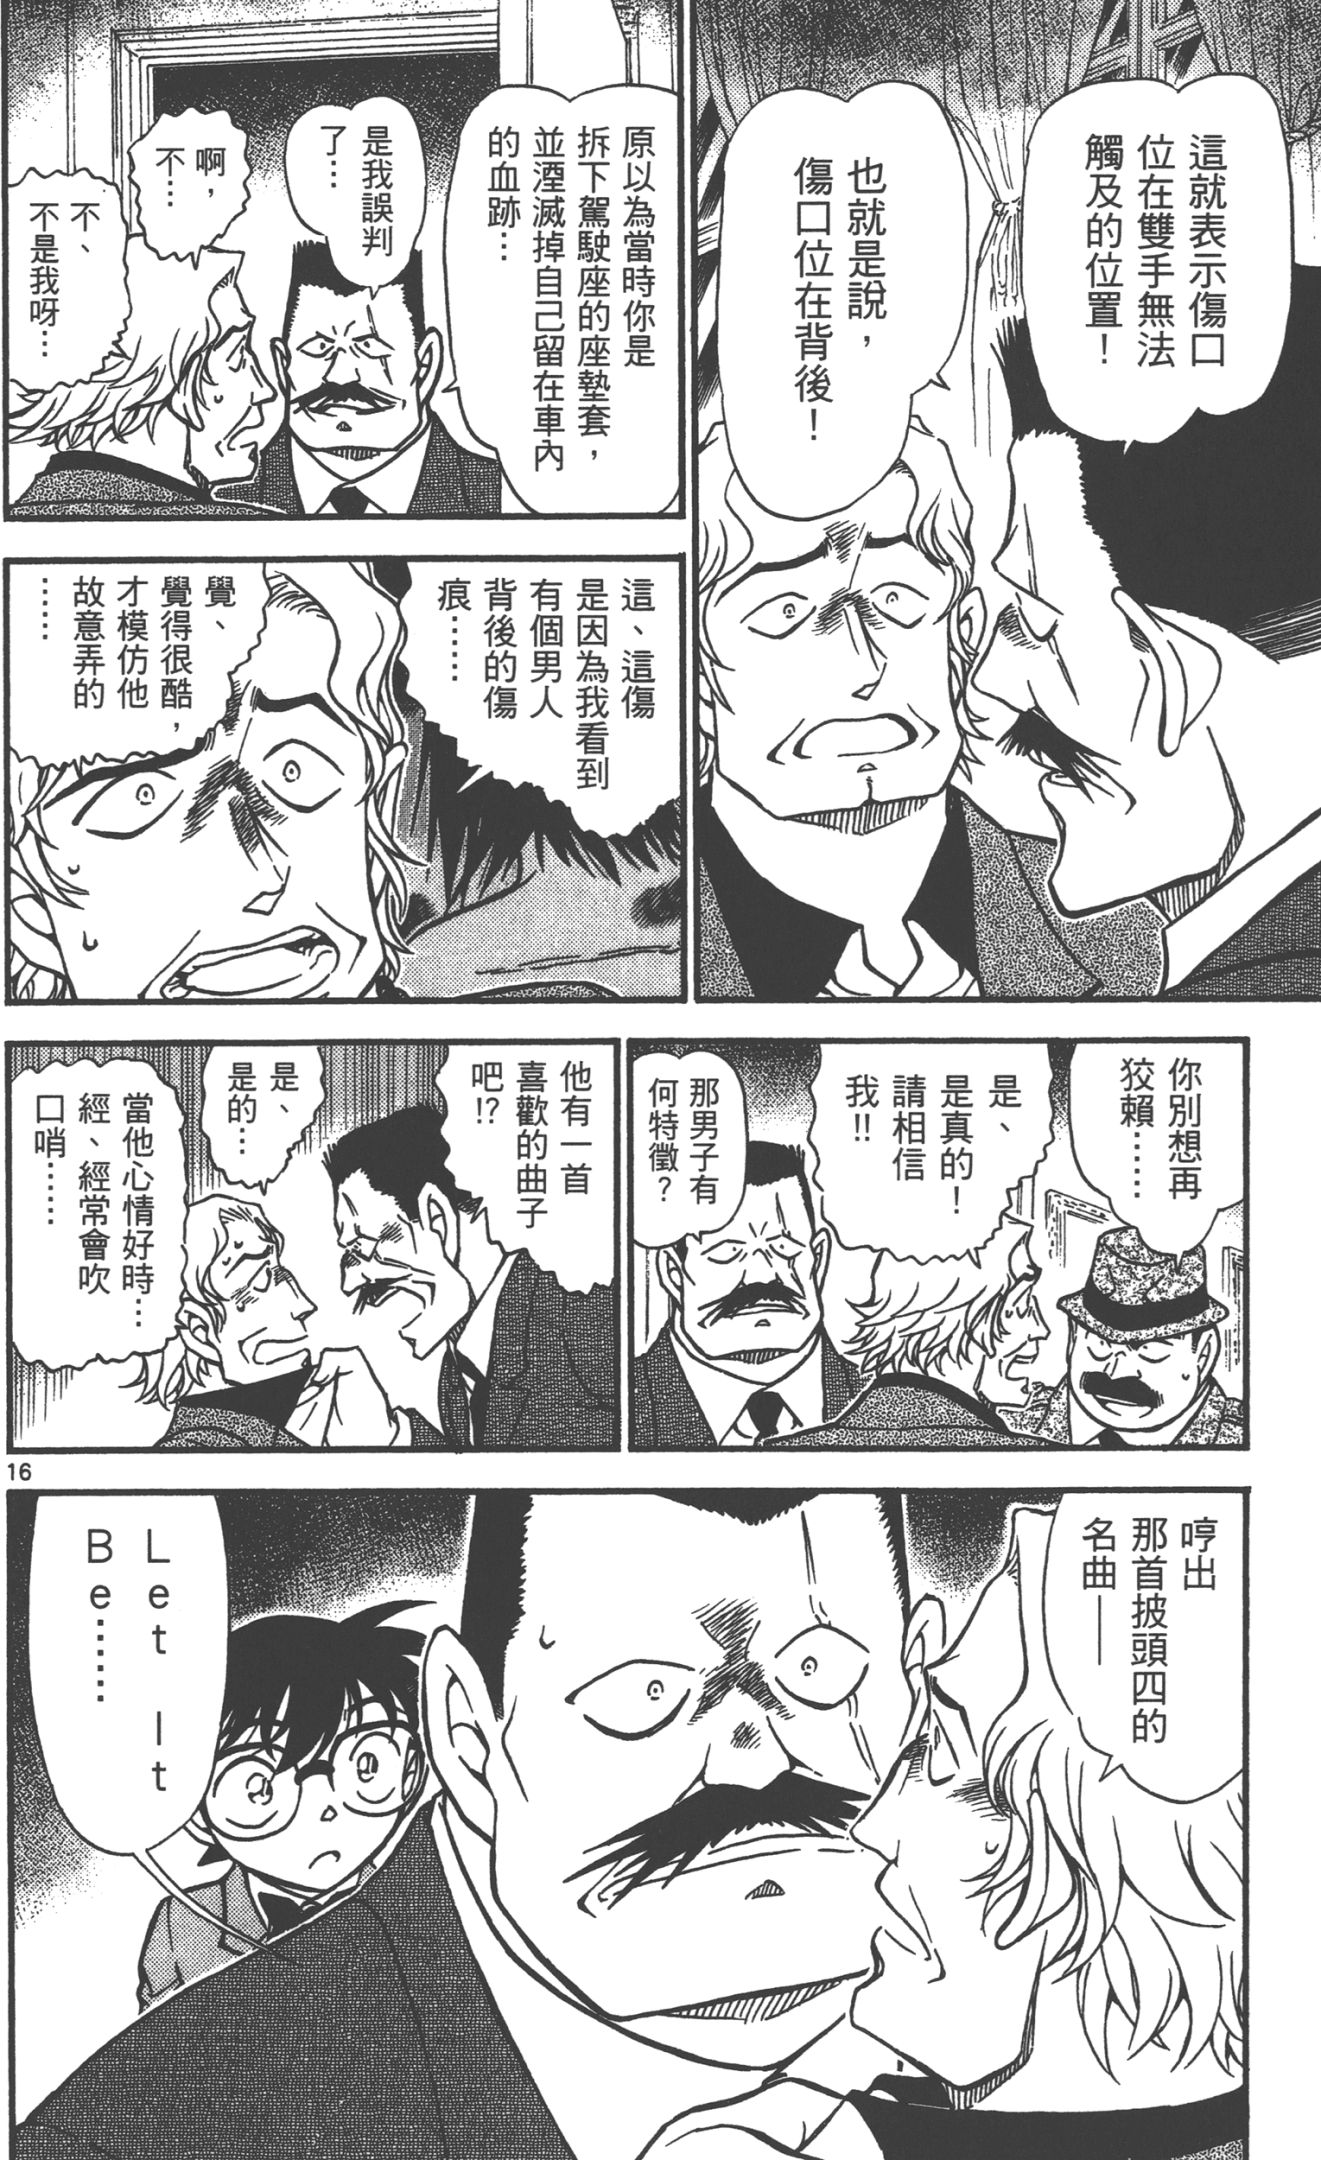 這就表示傷口
位在雙手無法
觸及的位置！
也就是說，
傷口位在背後！
原以為當時你是
拆下駕駛座的座墊套，
並湮滅掉自己留在車內
的血跡…
是我誤判
了…
啊，
不…
不、
不是我呀…
這、這傷
是因為我看到
有個男人
背後的傷
痕……
覺、
覺得很酷，
才模仿他
故意弄的
……
你別想再
狡賴……
是、
是真的！
請相信
我!!
那男子有
何特徵？
他有一首
喜歡的曲子
吧!?
是、
是的…
當他心情好時…
經、經常會吹
口哨……
16
哼出
那首披頭四的
名曲——
Let It
Be……